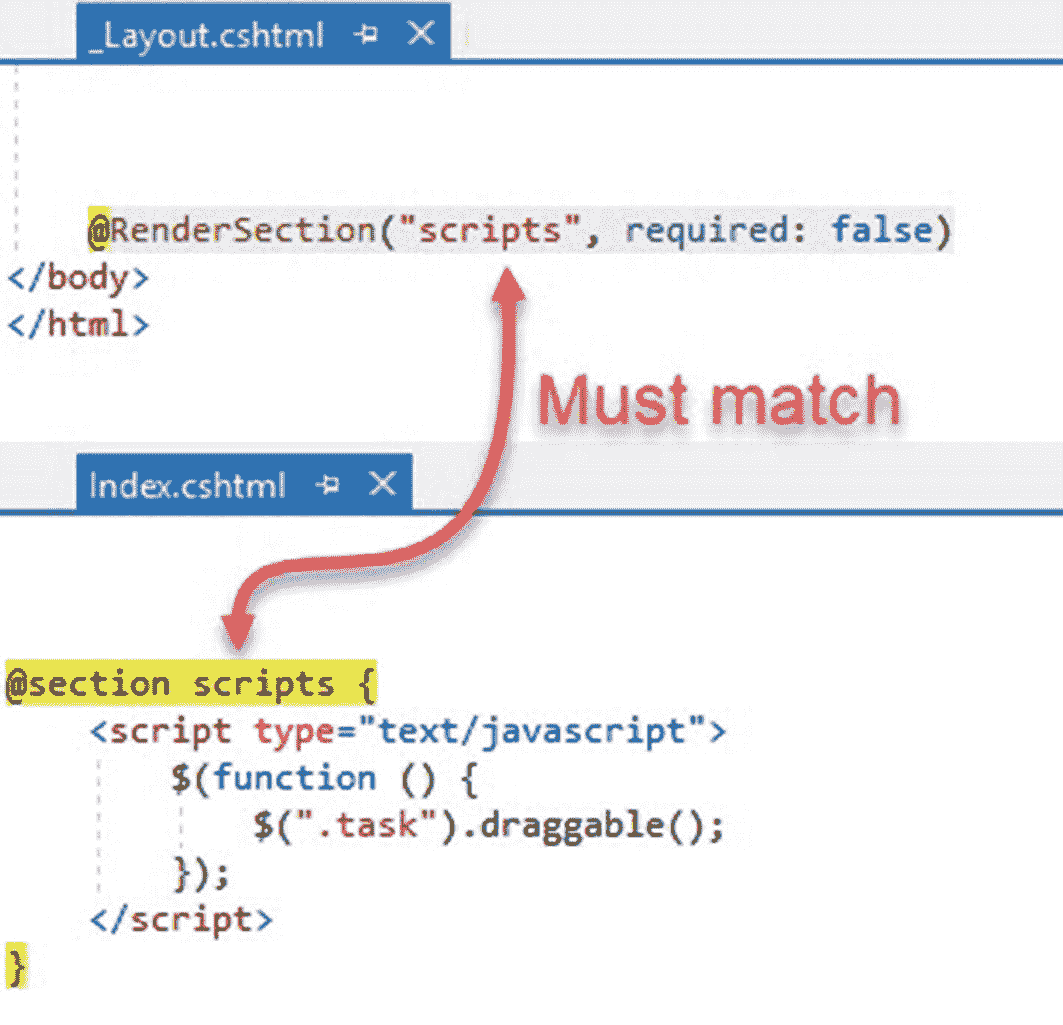 _Layout.cshtml
@RenderSection("scripts", required: false)
</body>
</html>
Must match
Index.cshtml
@section scripts {
<script type="text/javascript">
$(function () {
$(".task").draggable();
});
</script>
}